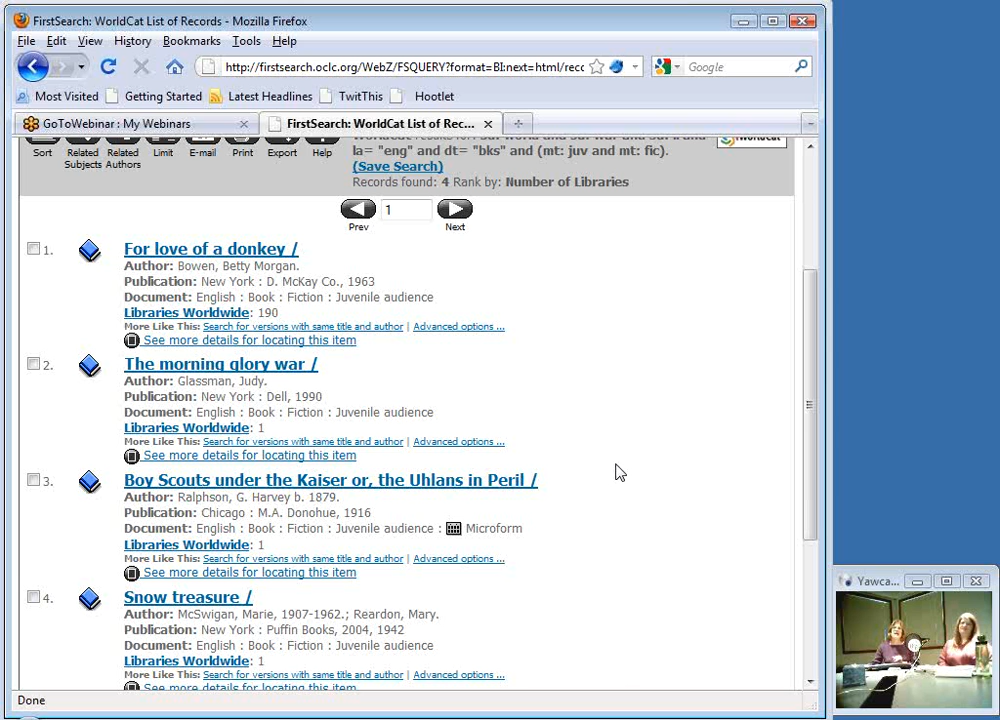 FirstSearch: WorldCat List of Records - Mozilla Firefox
File Edit View History Bookmarks Tools Help
http://firstsearch.oclc.org/WebZ/FSQUERY?format=BI:next=html/recc Google
Most Visited Getting Started Latest Headlines TwitThis Hootlet
GoToWebinar : My Webinars FirstSearch: WorldCat List of Rec...
WorldCat
la= "eng" and dt= "bks" and (mt: juv and mt: fic).
(Save Search)
Records found: 4 Rank by: Number of Libraries
Sort Related Subjects Related Authors Limit E-mail Print Export Help
1
Prev Next
1. For love of a donkey /
Author: Bowen, Betty Morgan.
Publication: New York : D. McKay Co., 1963
Document: English : Book : Fiction : Juvenile audience
Libraries Worldwide: 190
More Like This: Search for versions with same title and author | Advanced options ...
See more details for locating this item
2. The morning glory war /
Author: Glassman, Judy.
Publication: New York : Dell, 1990
Document: English : Book : Fiction : Juvenile audience
Libraries Worldwide: 1
More Like This: Search for versions with same title and author | Advanced options ...
See more details for locating this item
3. Boy Scouts under the Kaiser or, the Uhlans in Peril /
Author: Ralphson, G. Harvey b. 1879.
Publication: Chicago : M.A. Donohue, 1916
Document: English : Book : Fiction : Juvenile audience : Microform
Libraries Worldwide: 1
More Like This: Search for versions with same title and author | Advanced options ...
See more details for locating this item
4. Snow treasure /
Author: McSwigan, Marie, 1907-1962.; Reardon, Mary.
Publication: New York : Puffin Books, 2004, 1942
Document: English : Book : Fiction : Juvenile audience
Libraries Worldwide: 1
More Like This: Search for versions with same title and author | Advanced options ...
See more details for locating this item
Done
Yawca...